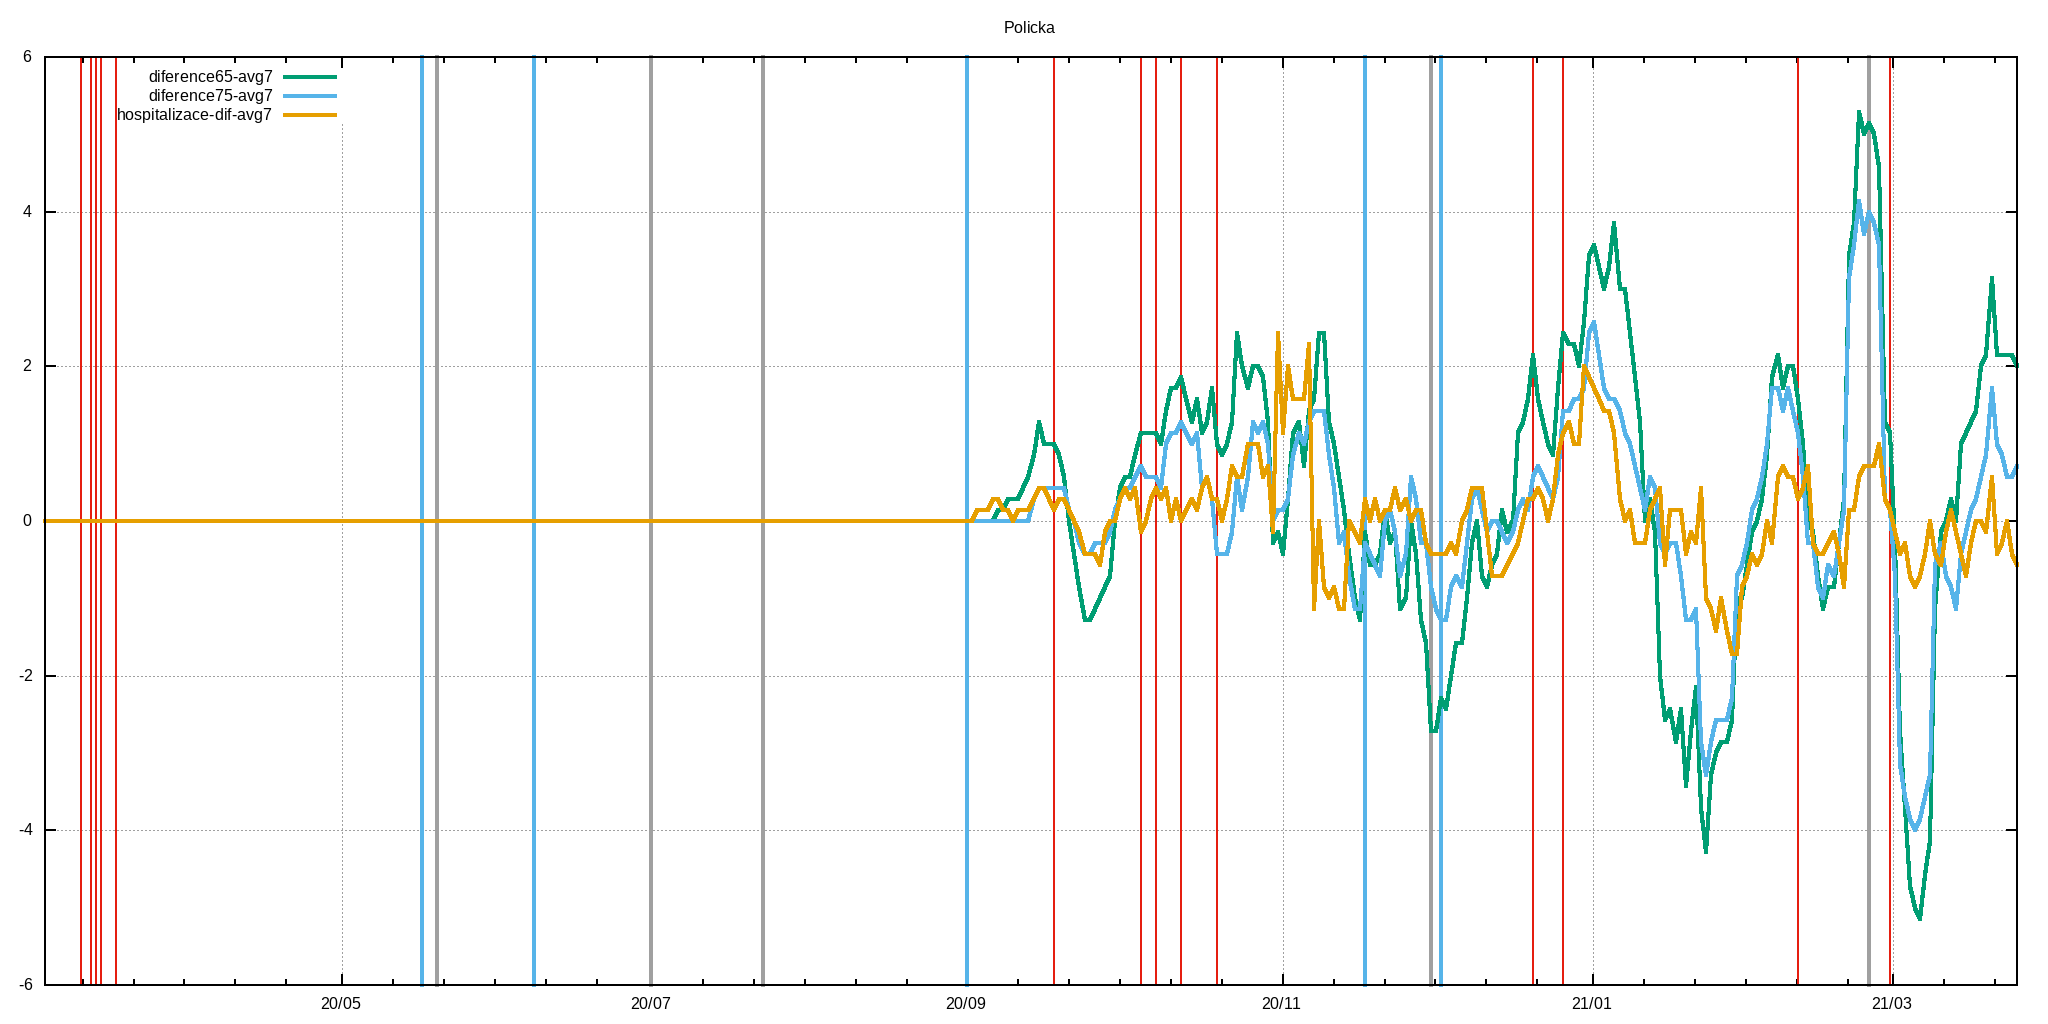 Policka
6
diference65-avg7
diference75-avg7
hospitalizace-dif-avg7
4
2
0
-2
-4
-6
20/05 20/07 20/09 20/11 21/01 21/03